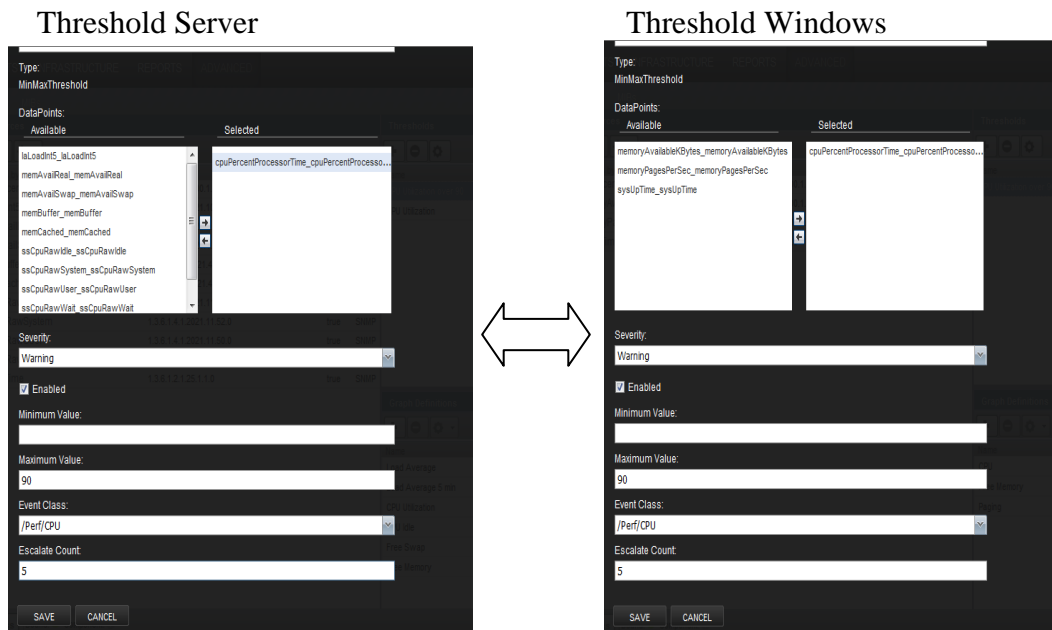 Threshold Server
Type:
MinMaxThreshold
DataPoints:
Available Selected
laLoadInt5_laLoadInt5
memAvailReal_memAvailReal
memAvailSwap_memAvailSwap
memBuffer_memBuffer
memCached_memCached
ssCpuRawIdle_ssCpuRawIdle
ssCpuRawSystem_ssCpuRawSystem
ssCpuRawUser_ssCpuRawUser
ssCpuRawWait_ssCpuRawWait
cpuPercentProcessorTime_cpuPercentProcesso...
Severity:
Warning
Enabled
Minimum Value:
Maximum Value:
90
Event Class:
/Perf/CPU
Escalate Count:
5
SAVE CANCEL
Threshold Windows
Type:
MinMaxThreshold
DataPoints:
Available Selected
memoryAvailableKBytes_memoryAvailableKBytes
memoryPagesPerSec_memoryPagesPerSec
sysUpTime_sysUpTime
cpuPercentProcessorTime_cpuPercentProcesso...
Severity:
Warning
Enabled
Minimum Value:
Maximum Value:
90
Event Class:
/Perf/CPU
Escalate Count:
5
SAVE CANCEL